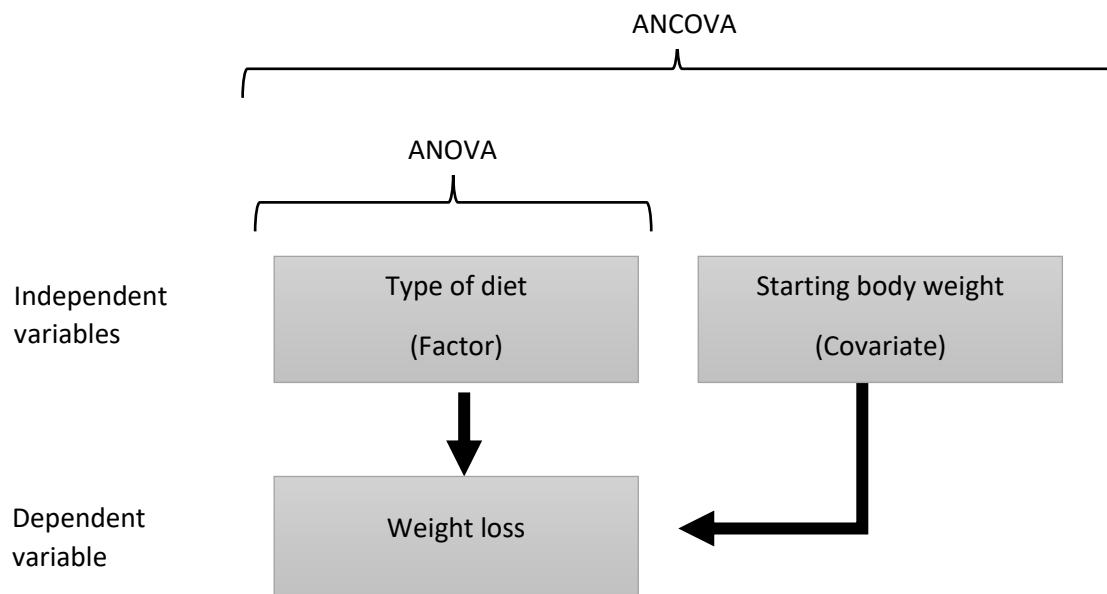 ANCOVA
ANOVA
Independent
variables
Type of diet
(Factor)
Starting body weight
(Covariate)
Dependent
variable
Weight loss